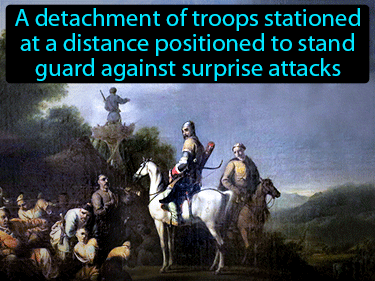 A detachment of troops stationed
at a distance positioned to stand
guard against surprise attacks